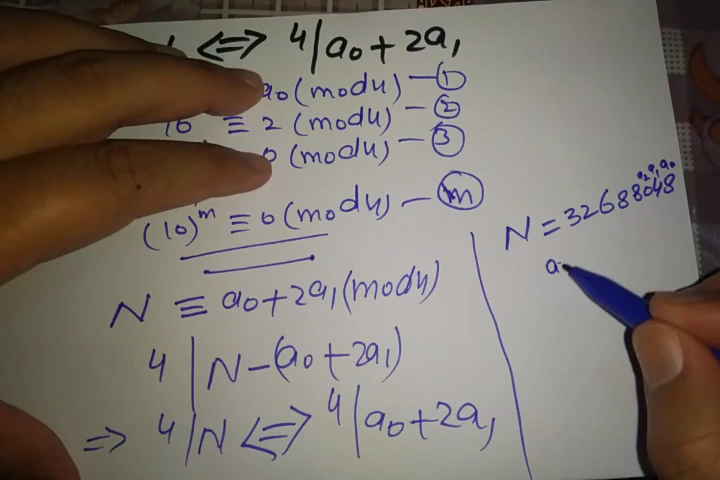 ⇔ 4|a₀+2a₁
a₀(mod4) — ①
10 ≡ 2 (mod4) — ②
0 (mod4) — ③
(10)ᵐ ≡ 0 (mod4) — ⓜ
N ≡ a₀+2a₁(mod4)
4 | N-(a₀+2a₁)
⇒ 4|N ⇔ 4|a₀+2a₁
a₂a₁a₀
N = 32688048
a